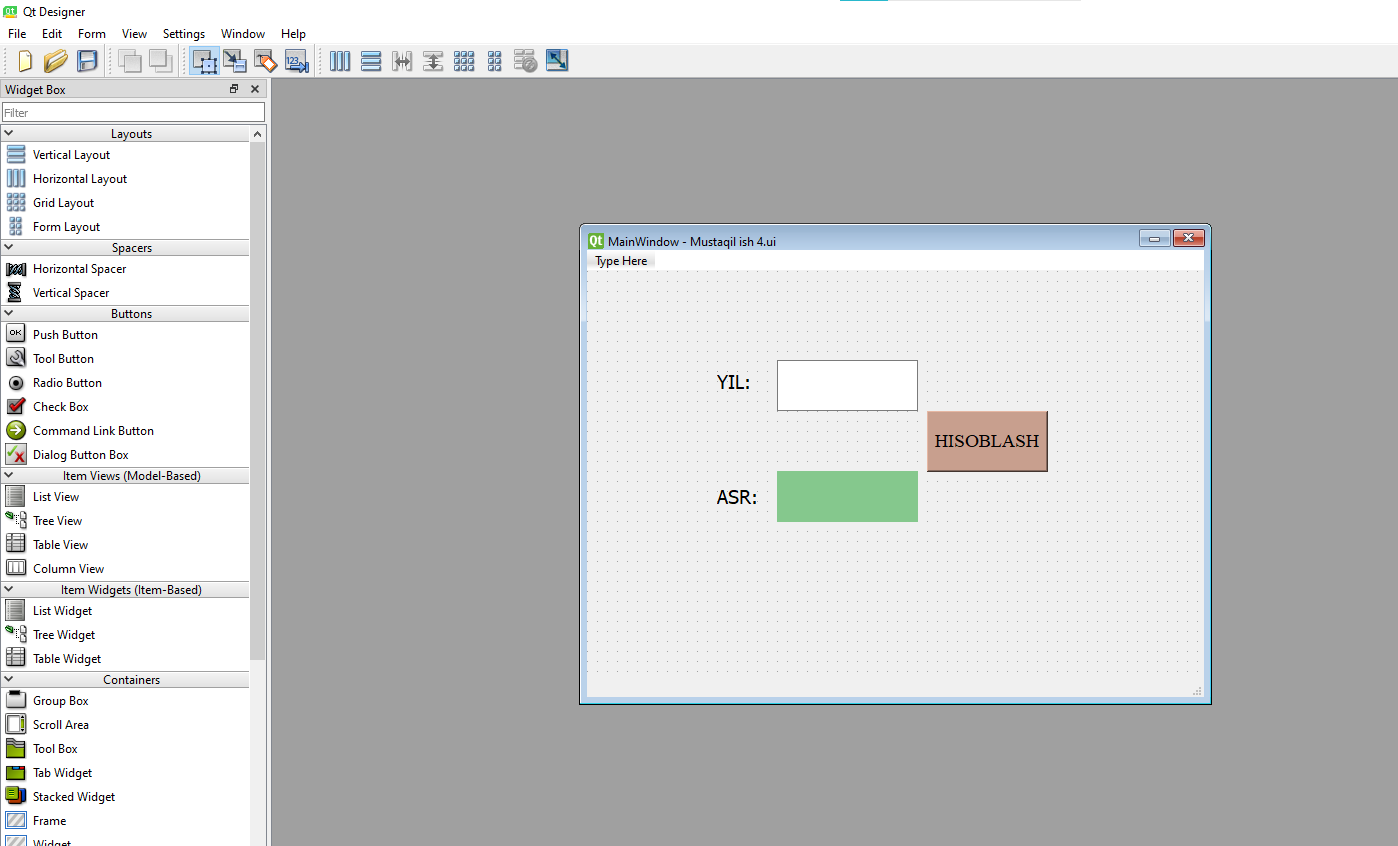 Qt Designer
File Edit Form View Settings Window Help
123
Widget Box
Filter
Layouts
Vertical Layout
Horizontal Layout
Grid Layout
Form Layout
Spacers
Horizontal Spacer
Vertical Spacer
Buttons
OK Push Button
Tool Button
Radio Button
Check Box
Command Link Button
Dialog Button Box
Item Views (Model-Based)
List View
Tree View
Table View
Column View
Item Widgets (Item-Based)
List Widget
Tree Widget
Table Widget
Containers
Group Box
Scroll Area
Tool Box
Tab Widget
Stacked Widget
Frame
Widget
Qt MainWindow - Mustaqil ish 4.ui
Type Here
YIL:
HISOBLASH
ASR: